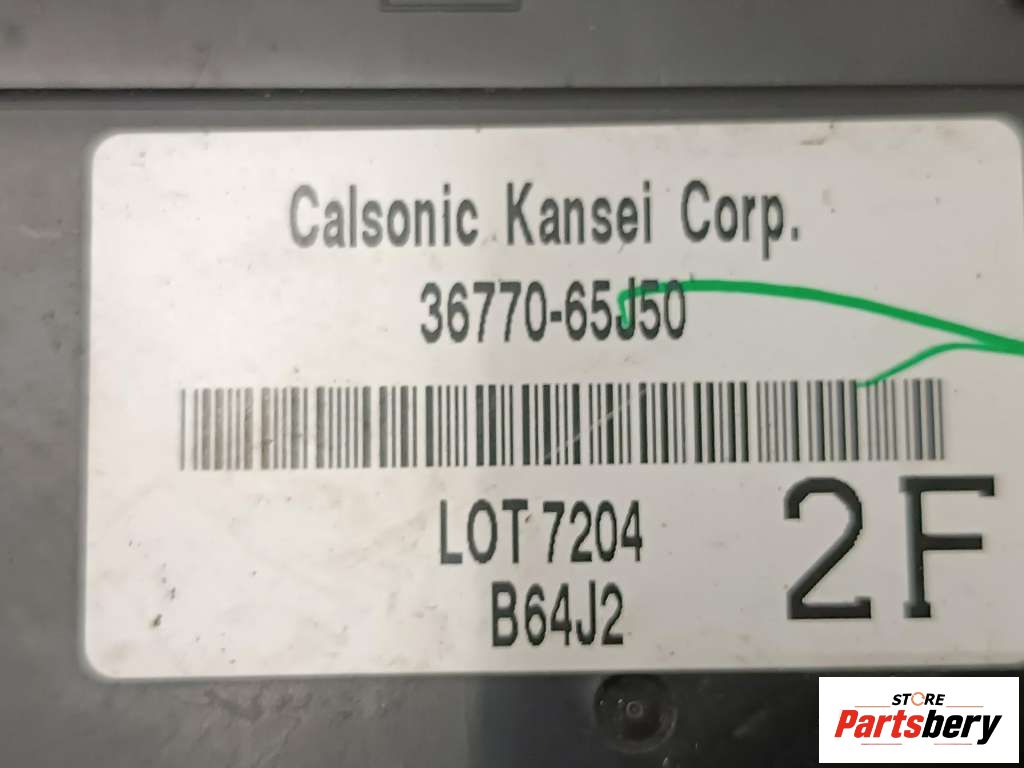 Calsonic Kansei Corp.
36770-65J50
LOT 7204
B64J2
2F
STORE
Partsbery